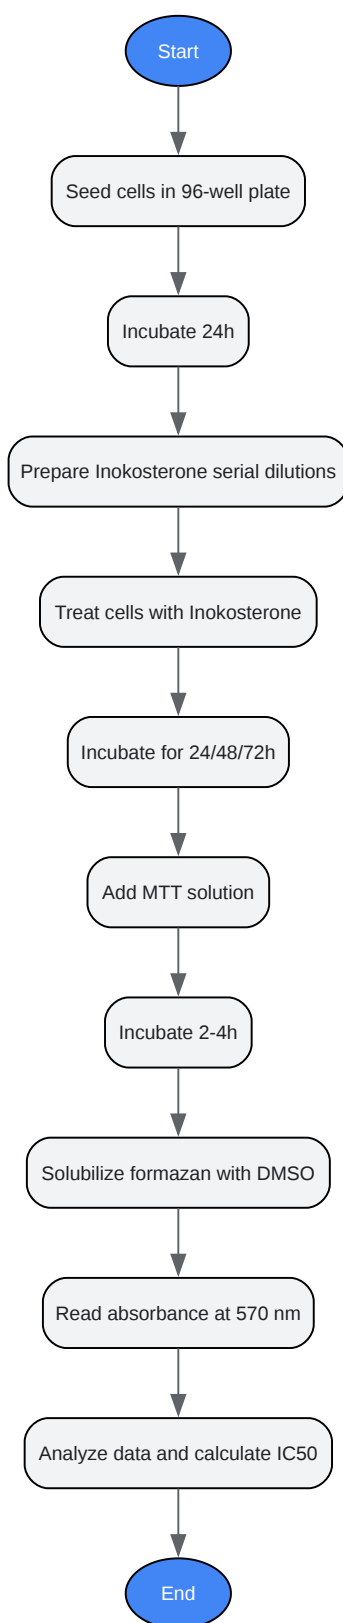 Start
Seed cells in 96-well plate
Incubate 24h
Prepare Inokosterone serial dilutions
Treat cells with Inokosterone
Incubate for 24/48/72h
Add MTT solution
Incubate 2-4h
Solubilize formazan with DMSO
Read absorbance at 570 nm
Analyze data and calculate IC50
End